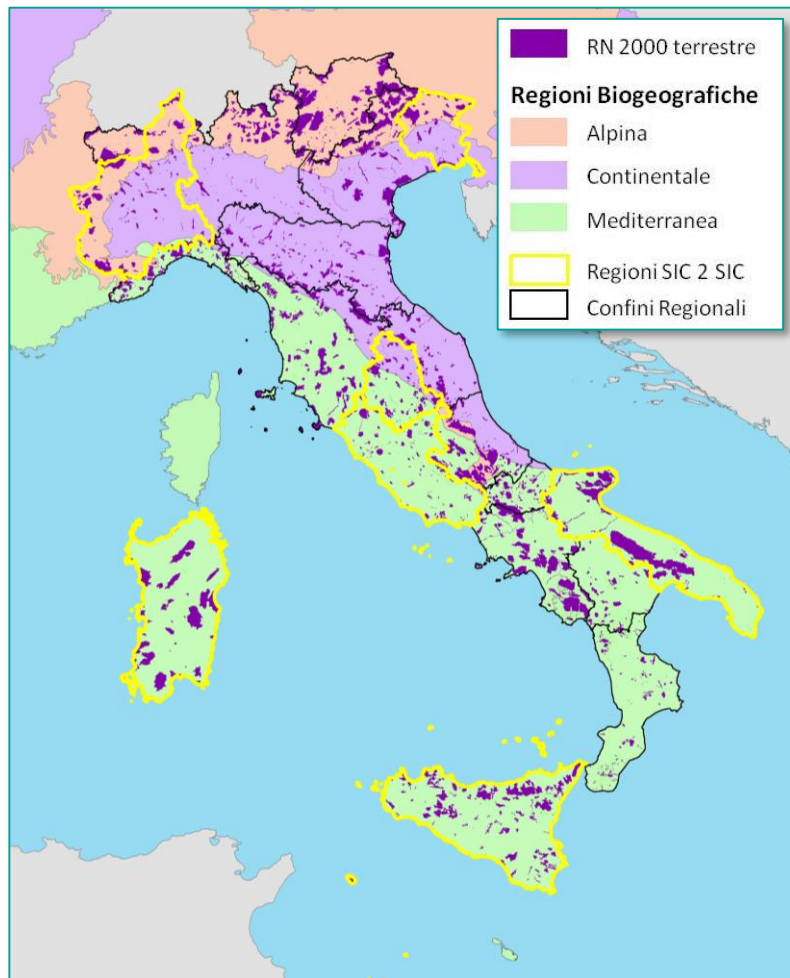 RN 2000 terrestre
Regioni Biogeografiche
Alpina
Continentale
Mediterranea
Regioni SIC 2 SIC
Confini Regionali